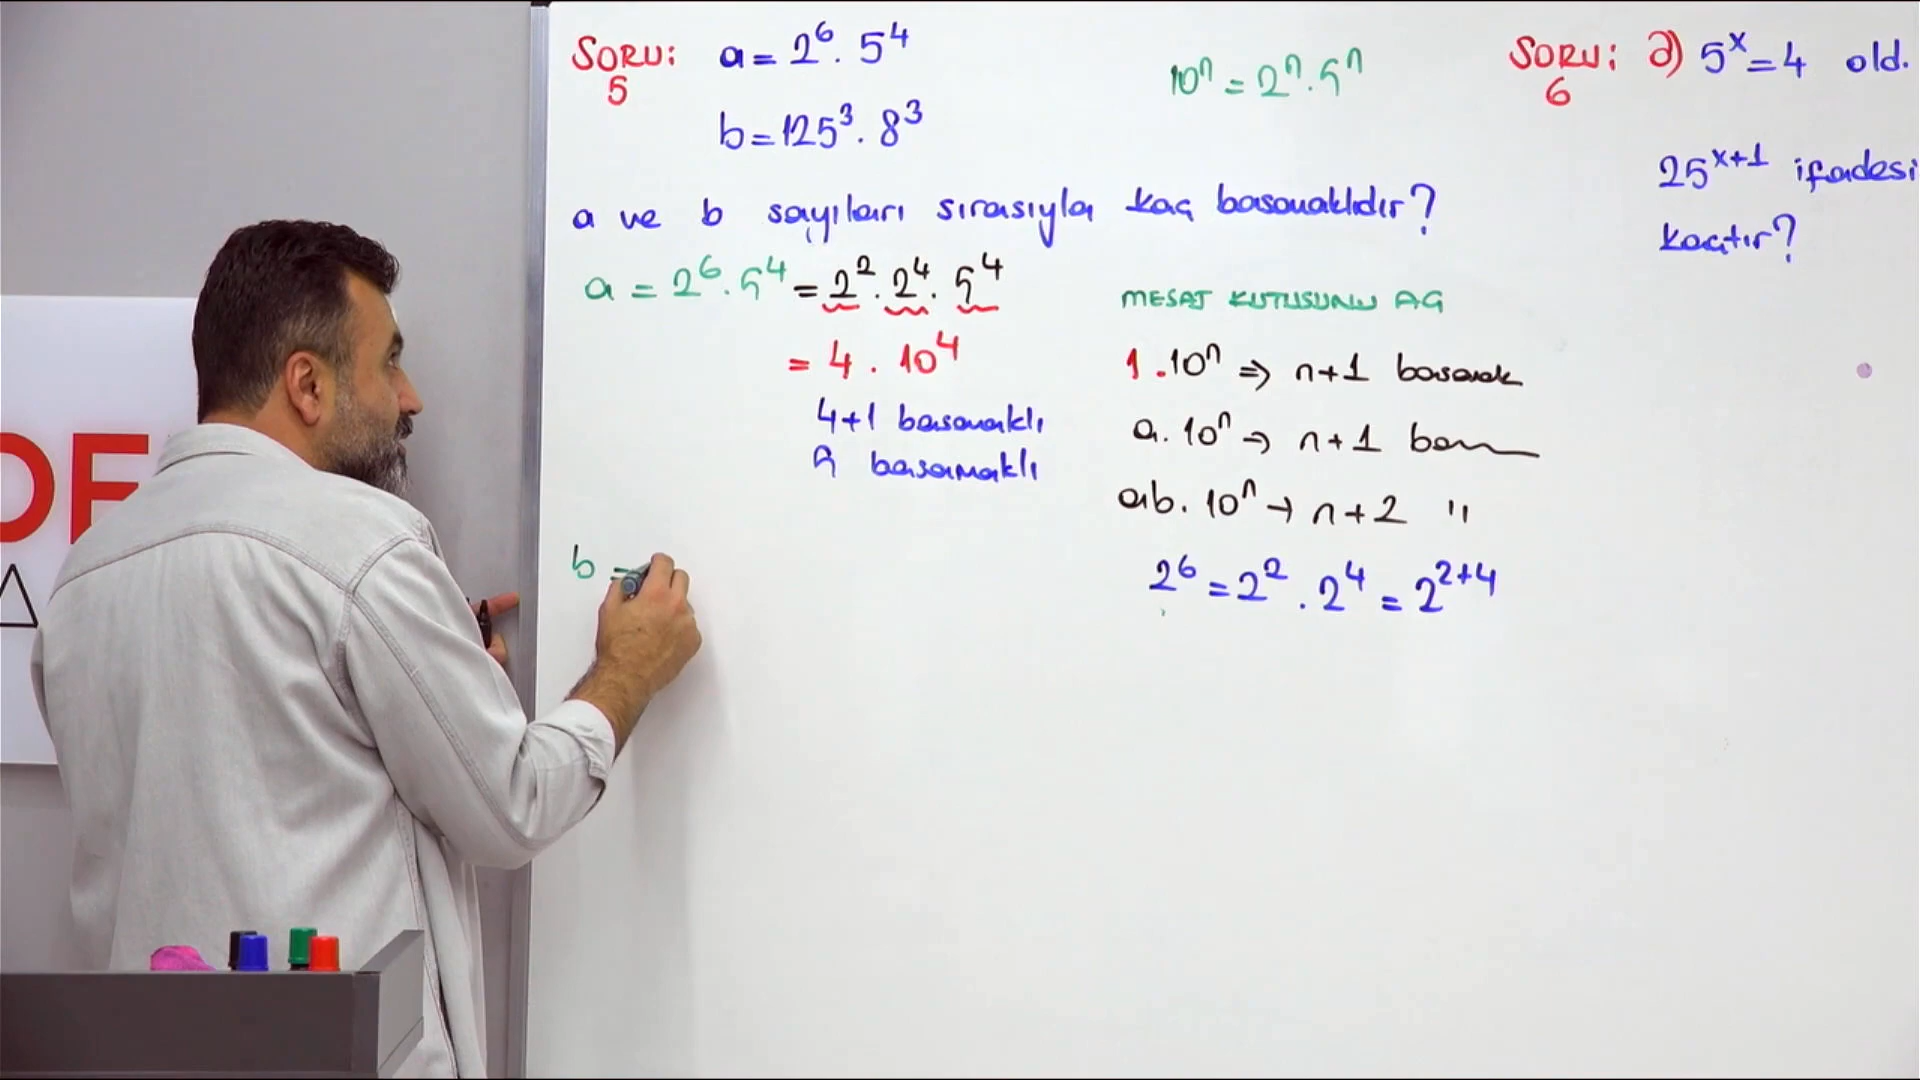 SORU: a = 2⁶ . 5⁴
5
b = 125³ . 8³
a ve b sayıları sırasıyla kaç basamaklıdır?
a = 2⁶ . 5⁴ = 2² . 2⁴ . 5⁴
= 4 . 10⁴
4+1 basamaklı
5 basamaklı
b =
10ⁿ = 2ⁿ . 5ⁿ
MESAJ KUTUSUNU AÇ
1 . 10ⁿ ⇒ n+1 basamak
a . 10ⁿ → n+1 bas
ab . 10ⁿ → n+2 "
2⁶ = 2² . 2⁴ = 2²⁺⁴
SORU: a) 5ˣ = 4 old.
6
25ˣ⁺¹ ifadesi
kaçtır?
DE